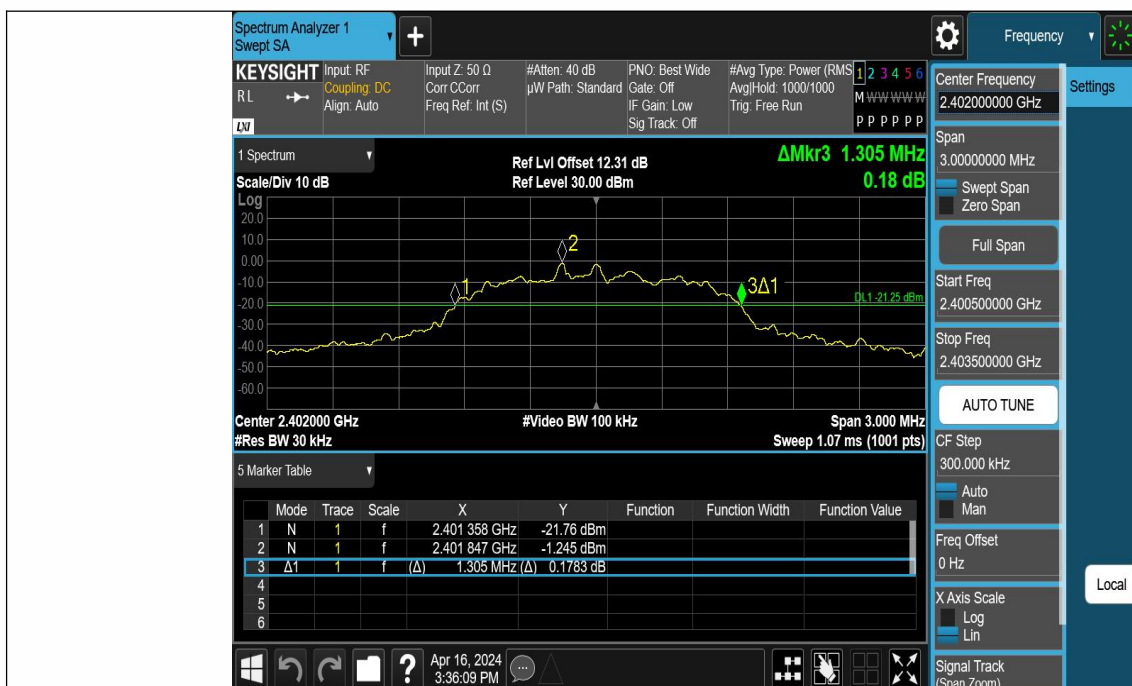 Spectrum Analyzer 1
Swept SA
+
Frequency
KEYSIGHT
RL
LXI
Input: RF
Coupling: DC
Align: Auto
Input Z: 50 Ω
Corr CCorr
Freq Ref: Int (S)
#Atten: 40 dB
µW Path: Standard
PNO: Best Wide
Gate: Off
IF Gain: Low
Sig Track: Off
#Avg Type: Power (RMS
Avg|Hold: 1000/1000
Trig: Free Run
1 2 3 4 5 6
M W W W W W
P P P P P P
1 Spectrum
Scale/Div 10 dB
Ref Lvl Offset 12.31 dB
Ref Level 30.00 dBm
ΔMkr3 1.305 MHz
0.18 dB
Log
20.0
10.0
0.00
-10.0
-20.0
-30.0
-40.0
-50.0
-60.0
1
2
3Δ1
DL1 -21.25 dBm
Center 2.402000 GHz
#Video BW 100 kHz
Span 3.000 MHz
#Res BW 30 kHz
Sweep 1.07 ms (1001 pts)
5 Marker Table
Mode Trace Scale X Y Function Function Width Function Value
1 N 1 f 2.401 358 GHz -21.76 dBm
2 N 1 f 2.401 847 GHz -1.245 dBm
3 Δ1 1 f (Δ) 1.305 MHz (Δ) 0.1783 dB
4
5
6
?
Apr 16, 2024
3:36:09 PM
Center Frequency
2.402000000 GHz
Settings
Span
3.00000000 MHz
Swept Span
Zero Span
Full Span
Start Freq
2.400500000 GHz
Stop Freq
2.403500000 GHz
AUTO TUNE
CF Step
300.000 kHz
Auto
Man
Freq Offset
0 Hz
X Axis Scale
Log
Lin
Local
Signal Track
(Span Zoom)